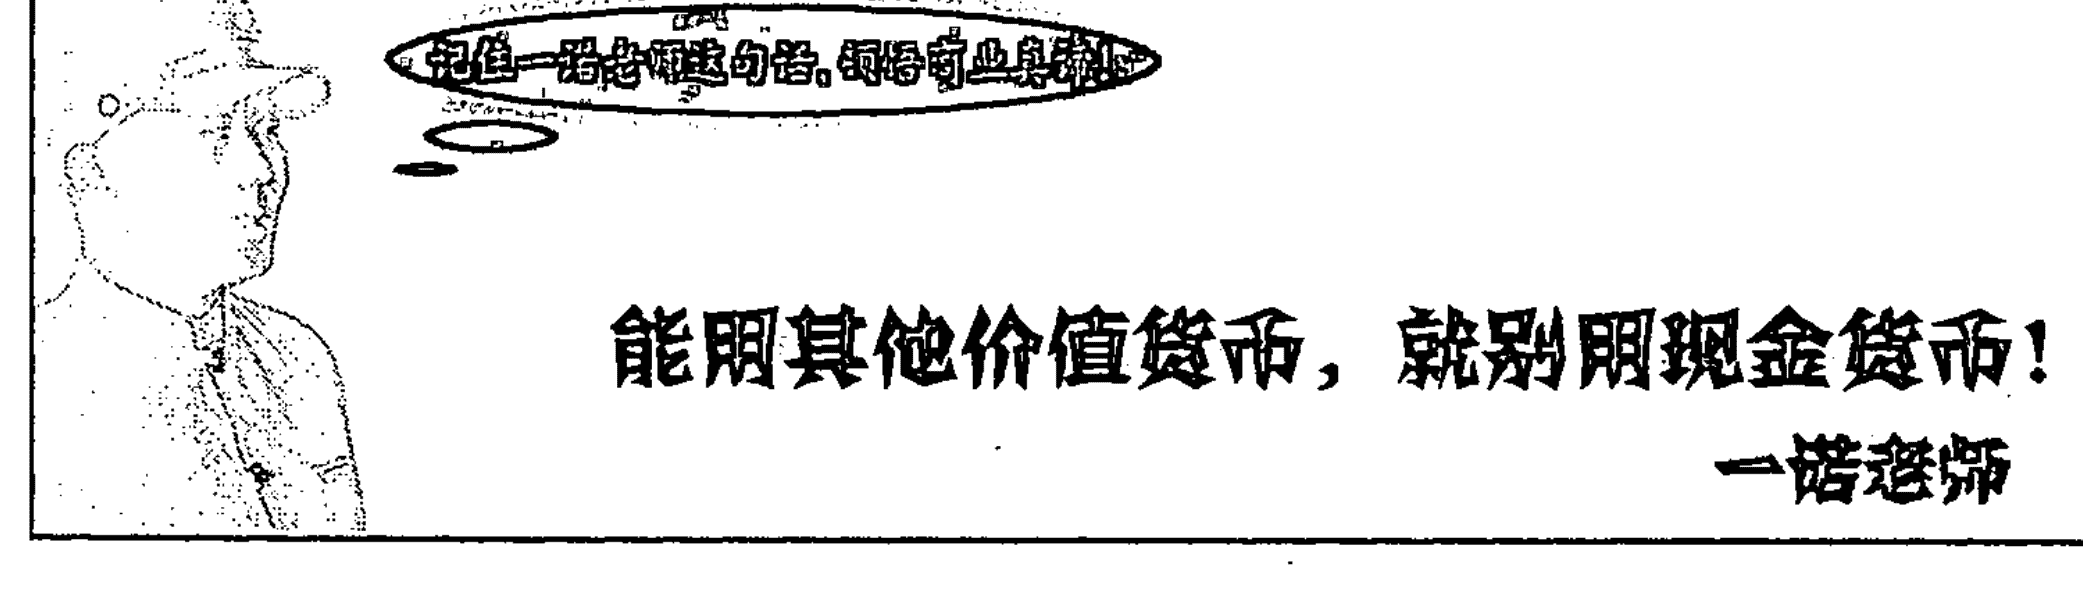 记住一诺老师这句话,领悟商业真谛!
能用其他价值货币，就别用现金货币！
一诺老师